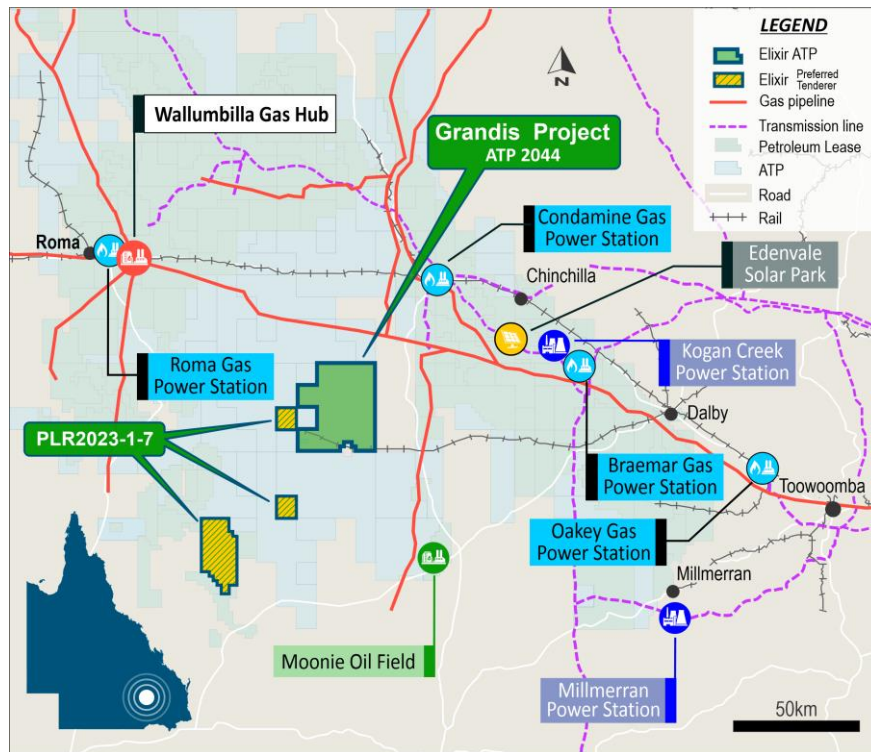 LEGEND
Elixir ATP
Elixir Preferred Tenderer
Gas pipeline
Transmission line
Petroleum Lease
ATP
Road
Rail
N
Wallumbilla Gas Hub
Grandis Project
ATP 2044
Condamine Gas
Power Station
Edenvale
Solar Park
Roma
Chinchilla
Roma Gas
Power Station
Kogan Creek
Power Station
PLR2023-1-7
Dalby
Braemar Gas
Power Station
Toowoomba
Oakey Gas
Power Station
Millmerran
Moonie Oil Field
Millmerran
Power Station
50km